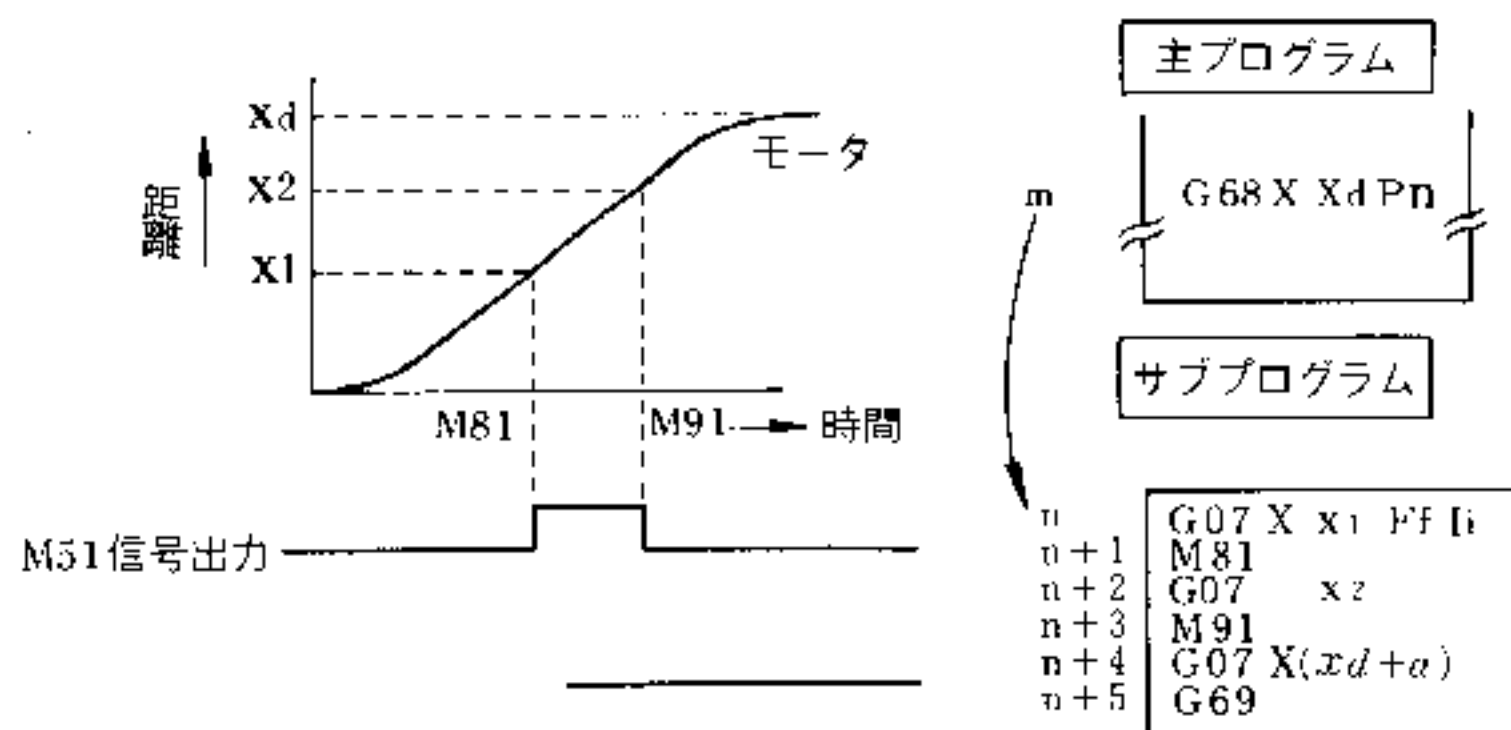 Xd
X2
X1
距離
モータ
M81
M91
時間
M51信号出力
主プログラム
m
G68 X Xd Pn
サブプログラム
n G07 X x1 Ff
n+1 M81
n+2 G07 x2
n+3 M91
n+4 G07 X(xd+α)
n+5 G69